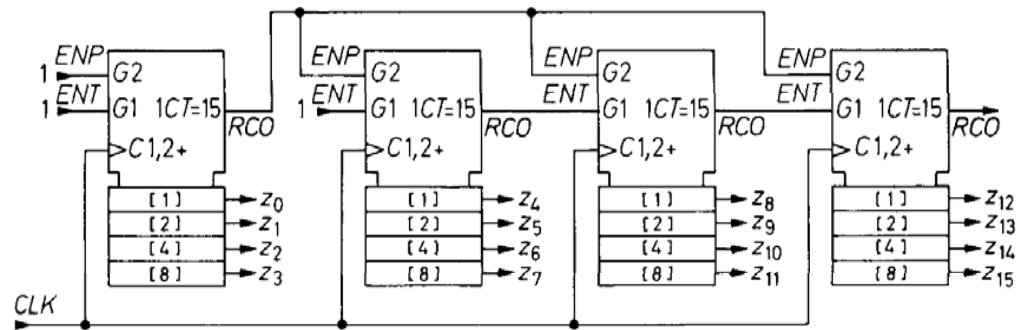 ENP ENP ENP ENP
1 G2 G2 G2 G2
ENT ENT ENT ENT
1 G1 1CT=15 1 G1 1CT=15 G1 1CT=15 G1 1CT=15
RCO RCO RCO RCO
C1,2+ C1,2+ C1,2+ C1,2+
[1] z0 [1] z4 [1] z8 [1] z12
[2] z1 [2] z5 [2] z9 [2] z13
[4] z2 [4] z6 [4] z10 [4] z14
[8] z3 [8] z7 [8] z11 [8] z15
CLK